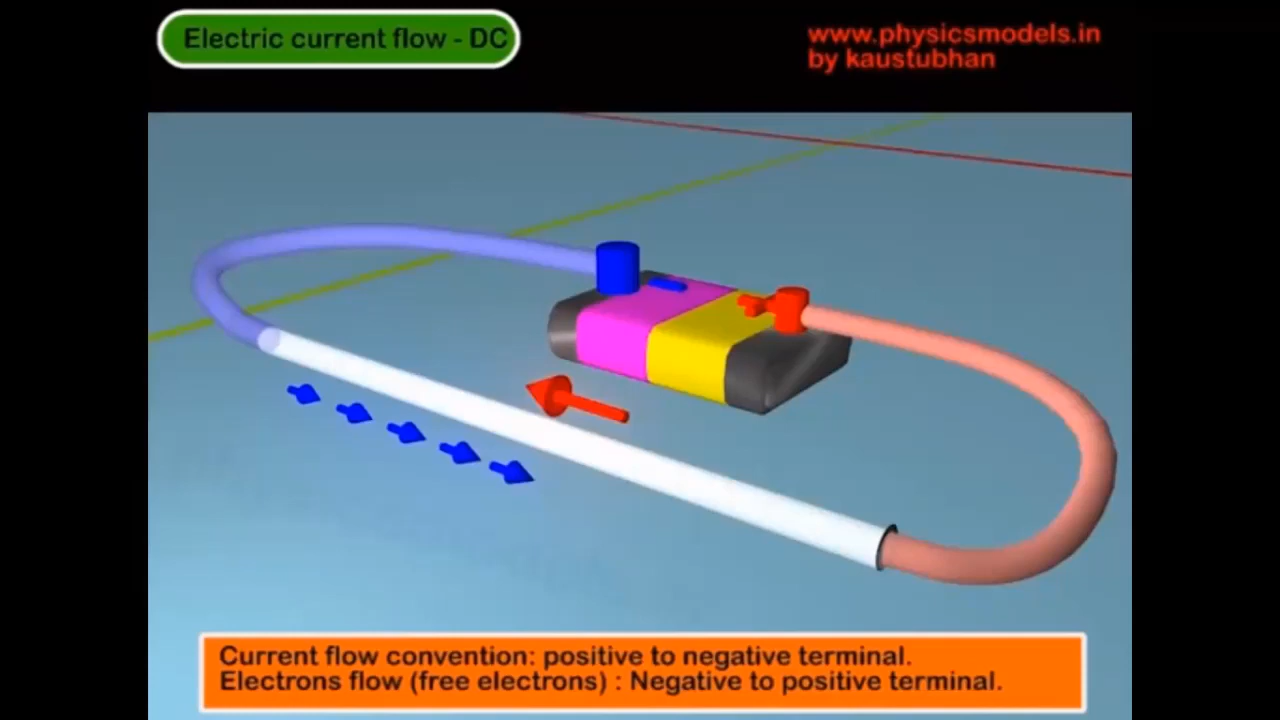 Electric current flow - DC
www.physicsmodels.in
by kaustubhan
Current flow convention: positive to negative terminal.
Electrons flow (free electrons) : Negative to positive terminal.